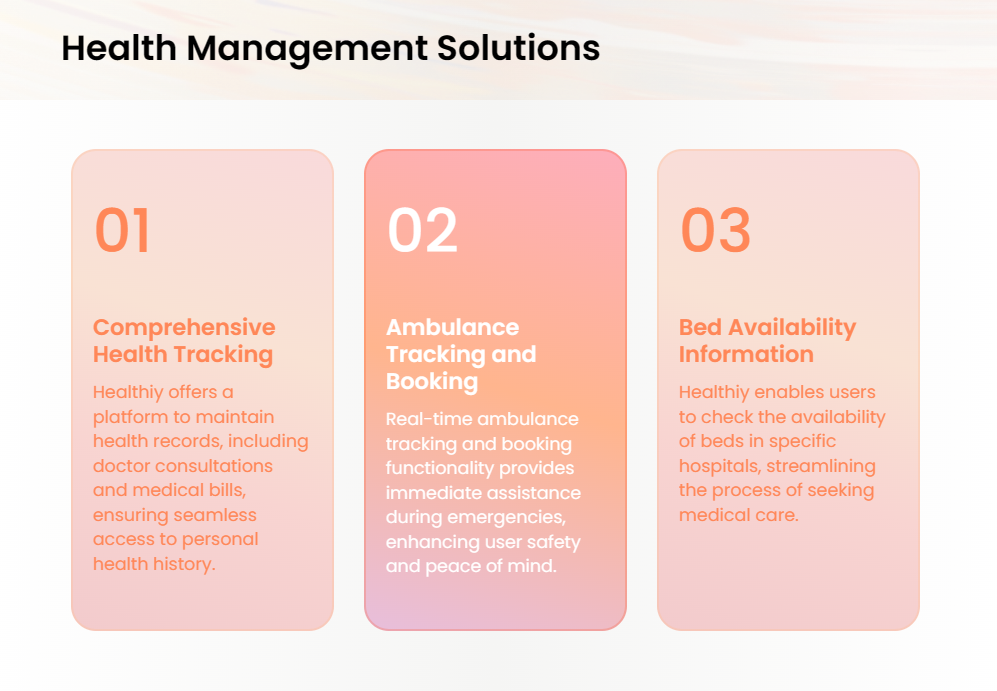 Health Management Solutions
01
Comprehensive
Health Tracking
Healthiy offers a
platform to maintain
health records, including
doctor consultations
and medical bills,
ensuring seamless
access to personal
health history.
02
Ambulance
Tracking and
Booking
Real-time ambulance
tracking and booking
functionality provides
immediate assistance
during emergencies,
enhancing user safety
and peace of mind.
03
Bed Availability
Information
Healthiy enables users
to check the availability
of beds in specific
hospitals, streamlining
the process of seeking
medical care.